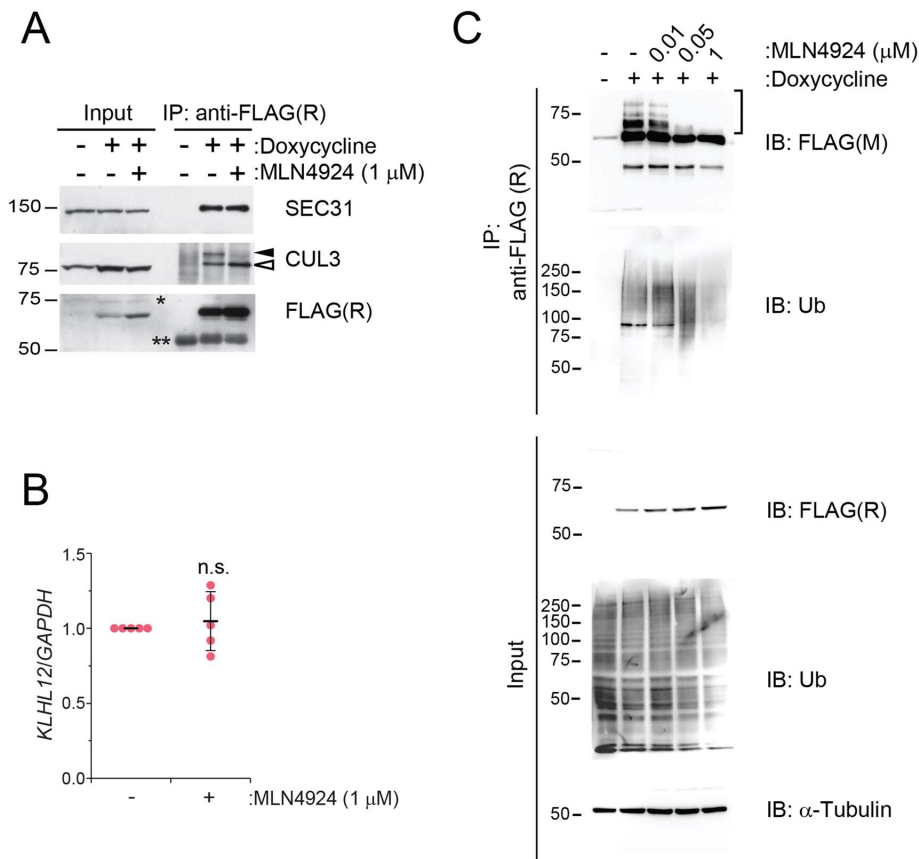 A
Input IP: anti-FLAG(R)
- + + - + + :Doxycycline
- - + - - + :MLN4924 (1 μM)
150 SEC31
75 CUL3
75 * FLAG(R)
50 **
B
1.5
1.0
0.5
0.0
KLHL12/GAPDH
n.s.
- + :MLN4924 (1 μM)
C
- - 0.01 0.05 1 :MLN4924 (μM)
- + + + + :Doxycycline
IP:
anti-FLAG (R)
75
50
IB: FLAG(M)
250
150
100
75
50
IB: Ub
Input
75
50
IB: FLAG(R)
250
150
100
75
50
IB: Ub
50 IB: α-Tubulin